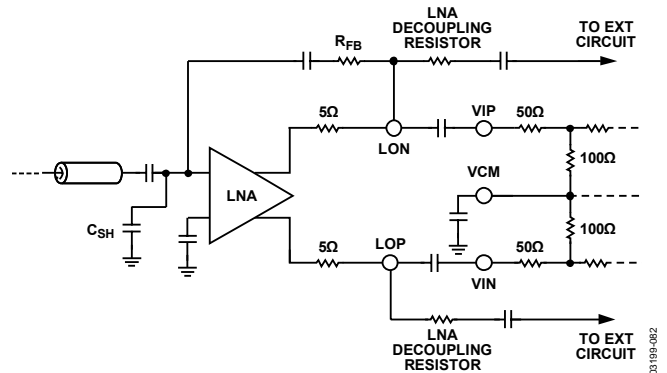 LNA
DECOUPLING
RESISTOR
TO EXT
CIRCUIT
RFB
5Ω
VIP
50Ω
LON
100Ω
LNA
VCM
CSH
100Ω
5Ω
LOP
50Ω
VIN
LNA
DECOUPLING
RESISTOR
TO EXT
CIRCUIT
03199-082